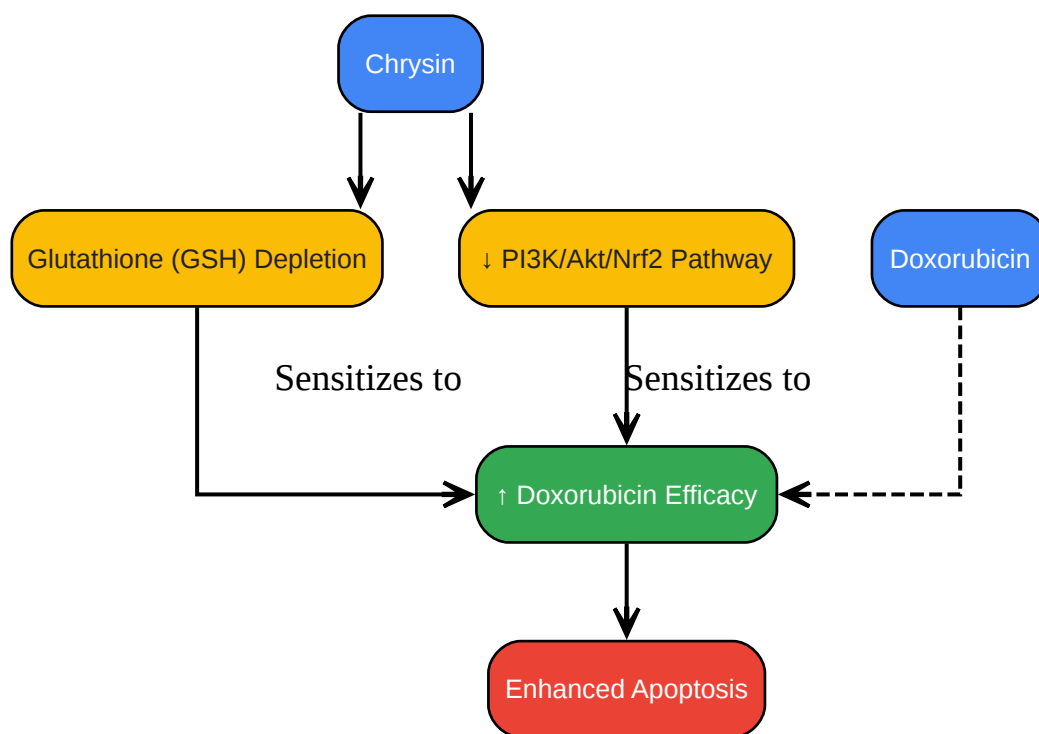 Chrysin
Glutathione (GSH) Depletion
↓ PI3K/Akt/Nrf2 Pathway
Doxorubicin
Sensitizes to
Sensitizes to
↑ Doxorubicin Efficacy
Enhanced Apoptosis